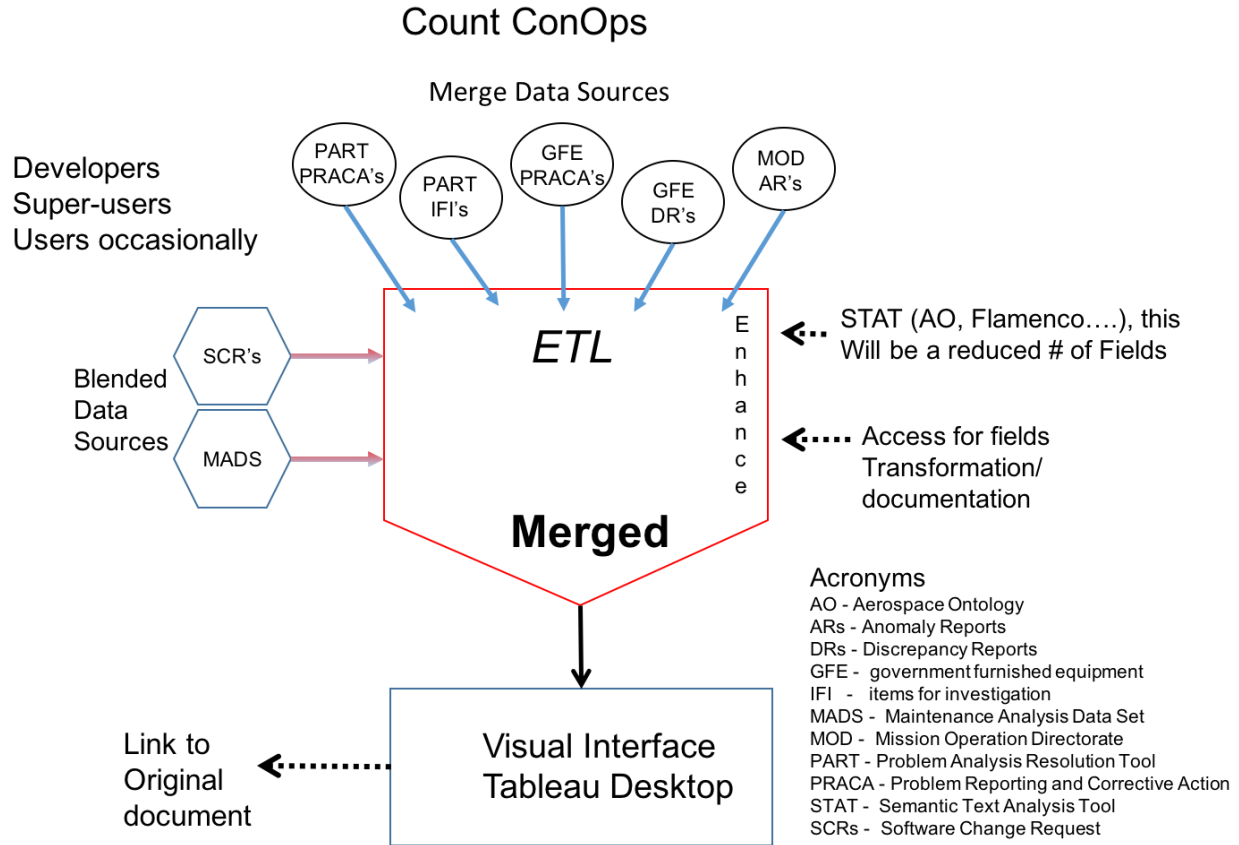 Count ConOps
Merge Data Sources
Developers
Super-users
Users occasionally
PART
PRACA's
PART
IFI's
GFE
PRACA's
GFE
DR's
MOD
AR's
Blended
Data
Sources
SCR's
MADS
ETL
Enhance
Merged
STAT (AO, Flamenco….), this
Will be a reduced # of Fields
Access for fields
Transformation/
documentation
Visual Interface
Tableau Desktop
Link to
Original
document
Acronyms
AO - Aerospace Ontology
ARs - Anomaly Reports
DRs - Discrepancy Reports
GFE - government furnished equipment
IFI - items for investigation
MADS - Maintenance Analysis Data Set
MOD - Mission Operation Directorate
PART - Problem Analysis Resolution Tool
PRACA - Problem Reporting and Corrective Action
STAT - Semantic Text Analysis Tool
SCRs - Software Change Request